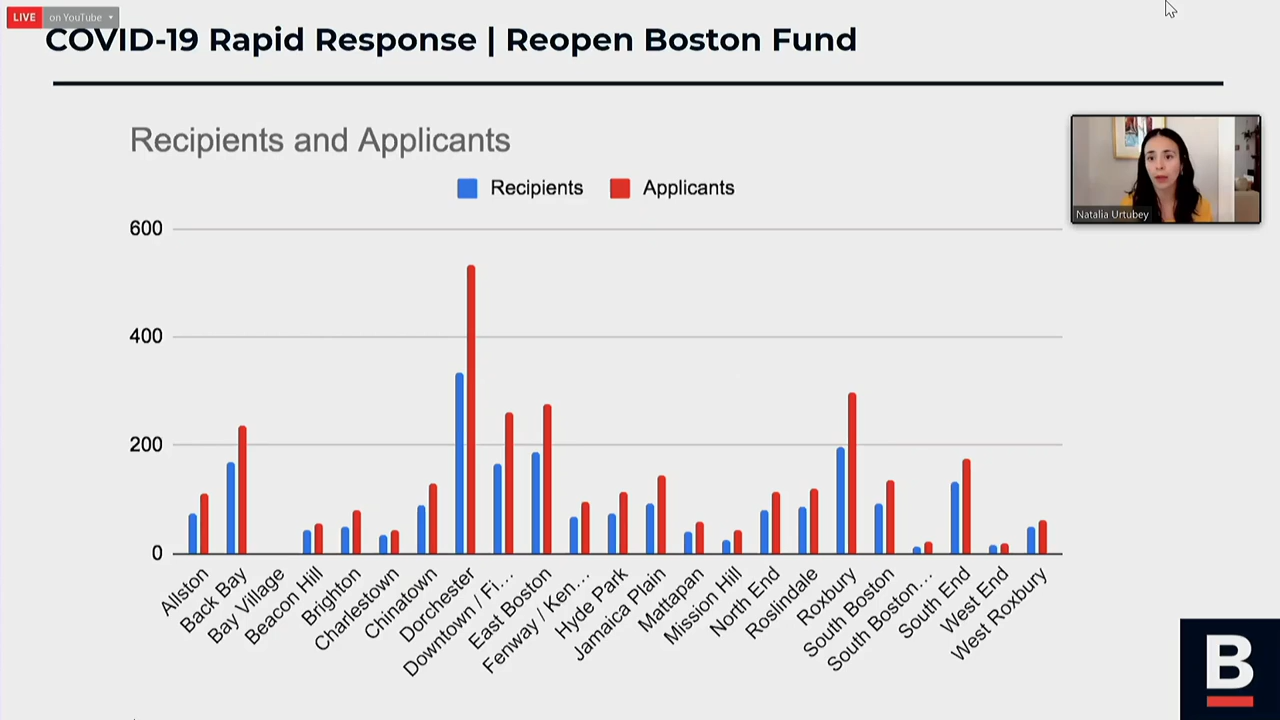 LIVE on YouTube
COVID-19 Rapid Response | Reopen Boston Fund
Recipients and Applicants
Recipients Applicants
Natalia Urtubey
600
400
200
0
Allston
Back Bay
Bay Village
Beacon Hill
Brighton
Charlestown
Chinatown
Dorchester
Downtown / Fi…
East Boston
Fenway / Ken…
Hyde Park
Jamaica Plain
Mattapan
Mission Hill
North End
Roslindale
Roxbury
South Boston
South Boston…
South End
West End
West Roxbury
B